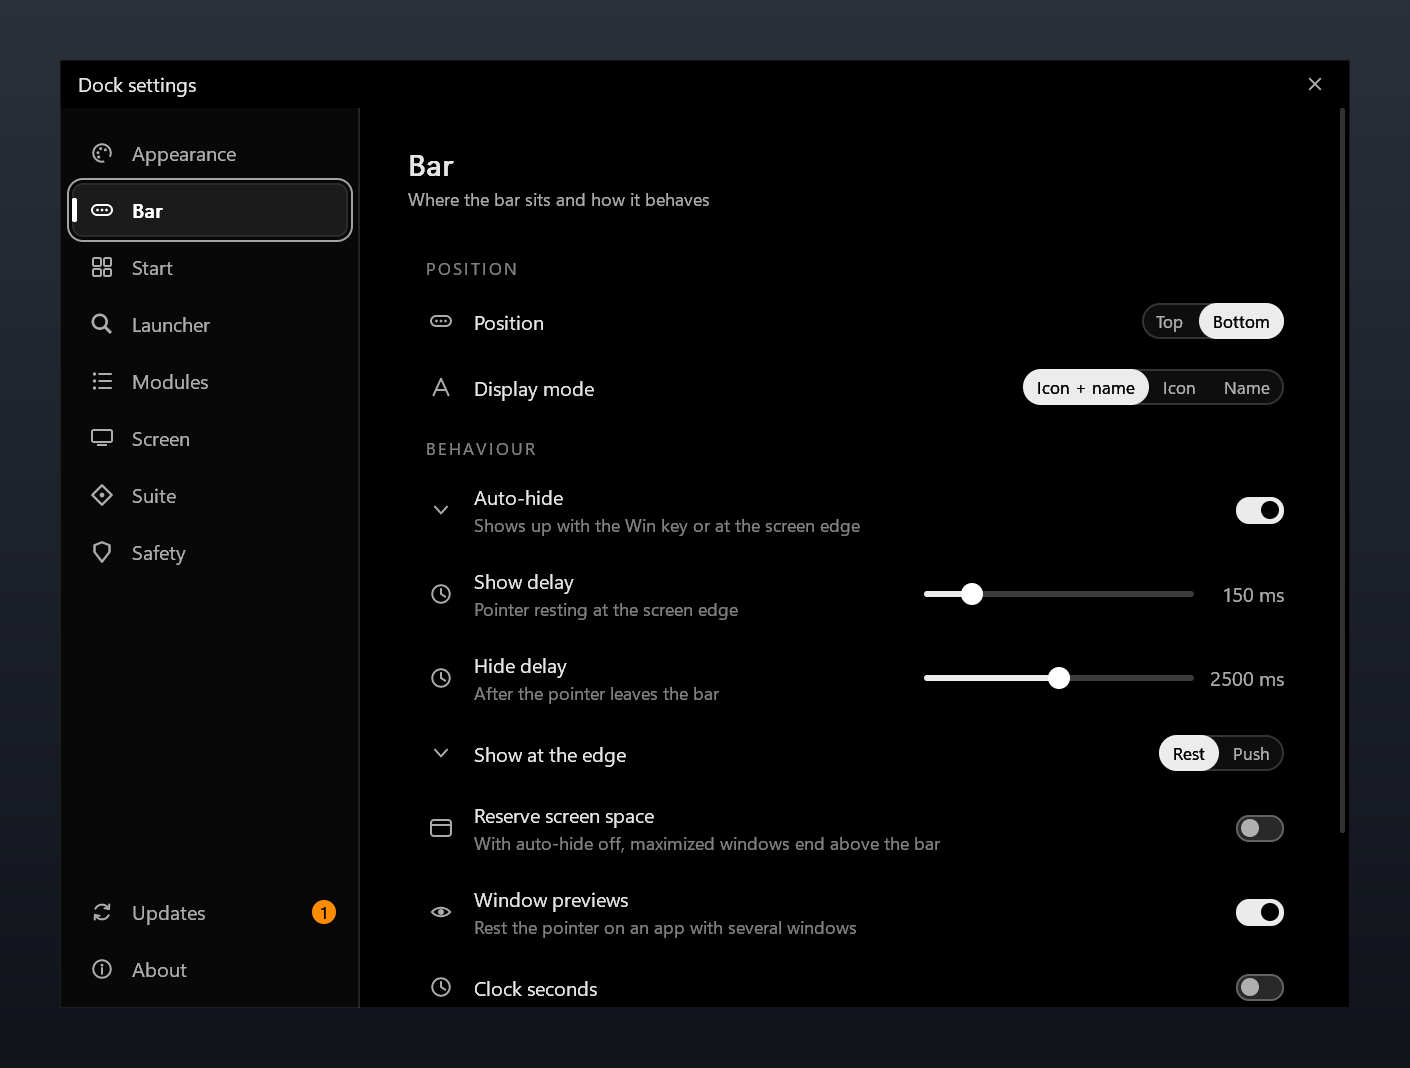 Dock settings
Appearance
Bar
Start
Launcher
Modules
Screen
Suite
Safety
Updates
1
About
Bar
Where the bar sits and how it behaves
POSITION
Position
Top
Bottom
Display mode
Icon + name
Icon
Name
BEHAVIOUR
Auto-hide
Shows up with the Win key or at the screen edge
Show delay
Pointer resting at the screen edge
150 ms
Hide delay
After the pointer leaves the bar
2500 ms
Show at the edge
Rest
Push
Reserve screen space
With auto-hide off, maximized windows end above the bar
Window previews
Rest the pointer on an app with several windows
Clock seconds